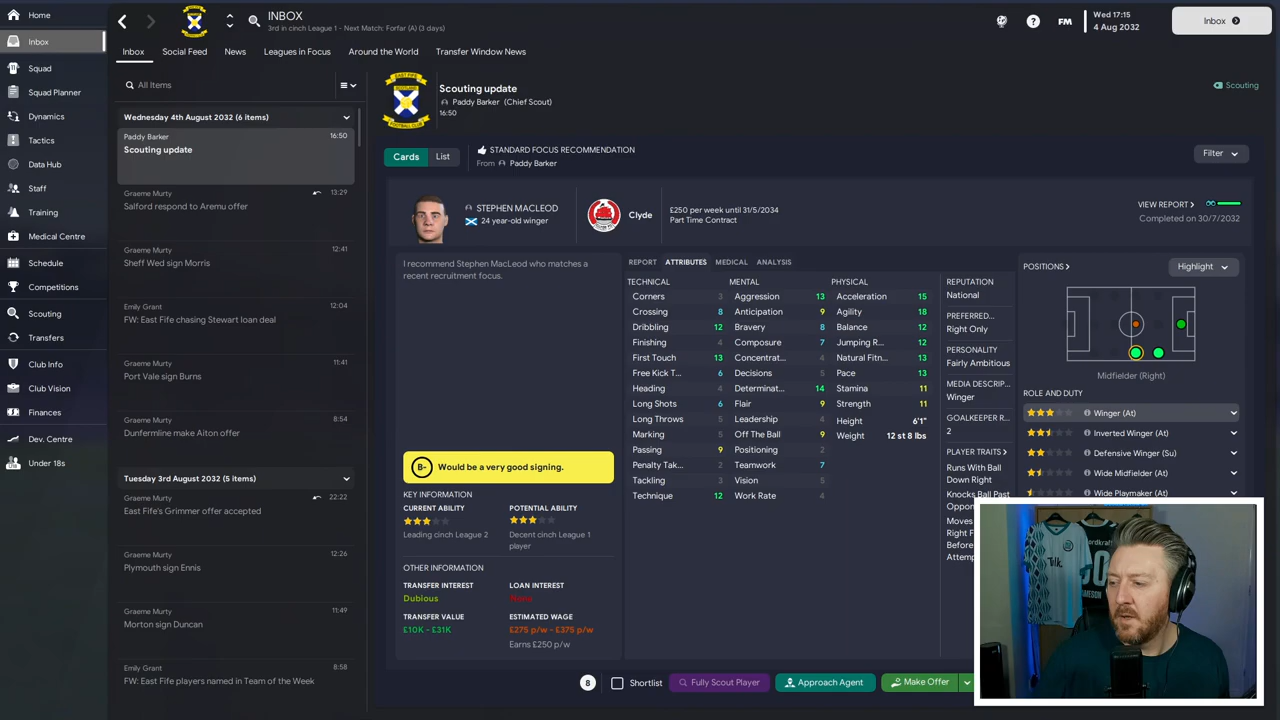 Home
Inbox
Squad
Squad Planner
Dynamics
Tactics
Data Hub
Staff
Training
Medical Centre
Schedule
Competitions
Scouting
Transfers
Club Info
Club Vision
Finances
Dev. Centre
Under 18s
INBOX
3rd in cinch League 1 - Next Match: Forfar (A) (3 days)
FM
Wed 17:15
4 Aug 2032
Inbox
Inbox
Social Feed
News
Leagues in Focus
Around the World
Transfer Window News
All Items
Wednesday 4th August 2032 (6 items)
Paddy Barker 16:50
Scouting update
Graeme Murty 13:29
Salford respond to Aremu offer
Graeme Murty 12:41
Sheff Wed sign Morris
Emily Grant 12:04
FW: East Fife chasing Stewart loan deal
Graeme Murty 11:41
Port Vale sign Burns
Graeme Murty 8:54
Dunfermline make Aiton offer
Tuesday 3rd August 2032 (5 items)
Graeme Murty 22:22
East Fife's Grimmer offer accepted
Graeme Murty 12:26
Plymouth sign Ennis
Graeme Murty 11:49
Morton sign Duncan
Emily Grant 8:58
FW: East Fife players named in Team of the Week
Scouting update
Paddy Barker (Chief Scout)
16:50
Scouting
Cards
List
STANDARD FOCUS RECOMMENDATION
From Paddy Barker
Filter
STEPHEN MACLEOD
24 year-old winger
Clyde
£250 per week until 31/5/2034
Part Time Contract
VIEW REPORT
Completed on 30/7/2032
I recommend Stephen MacLeod who matches a
recent recruitment focus.
B- Would be a very good signing.
KEY INFORMATION
CURRENT ABILITY
Leading cinch League 2
POTENTIAL ABILITY
Decent cinch League 1
player
OTHER INFORMATION
TRANSFER INTEREST
Dubious
LOAN INTEREST
None
TRANSFER VALUE
£10K - £31K
ESTIMATED WAGE
£275 p/w - £375 p/w
Earns £250 p/w
REPORT
ATTRIBUTES
MEDICAL
ANALYSIS
TECHNICAL
Corners 3
Crossing 8
Dribbling 12
Finishing 4
First Touch 13
Free Kick T... 6
Heading 4
Long Shots 6
Long Throws 5
Marking 5
Passing 9
Penalty Tak... 2
Tackling 3
Technique 12
MENTAL
Aggression 13
Anticipation 9
Bravery 8
Composure 7
Concentrat... 4
Decisions 5
Determinat... 14
Flair 9
Leadership 4
Off The Ball 9
Positioning 2
Teamwork 7
Vision 5
Work Rate 4
PHYSICAL
Acceleration 15
Agility 18
Balance 12
Jumping R... 12
Natural Fitn... 13
Pace 13
Stamina 11
Strength 11
Height 6'1"
Weight 12 st 8 lbs
REPUTATION
National
PREFERRED...
Right Only
PERSONALITY
Fairly Ambitious
MEDIA DESCRIP...
Winger
GOALKEEPER R...
2
PLAYER TRAITS
Runs With Ball
Down Right
Knocks Ball Past
Oppon
Moves
Right F
Before
Attemp
POSITIONS
Highlight
Midfielder (Right)
ROLE AND DUTY
Winger (At)
Inverted Winger (At)
Defensive Winger (Su)
Wide Midfielder (At)
Wide Playmaker (At)
8
Shortlist
Fully Scout Player
Approach Agent
Make Offer